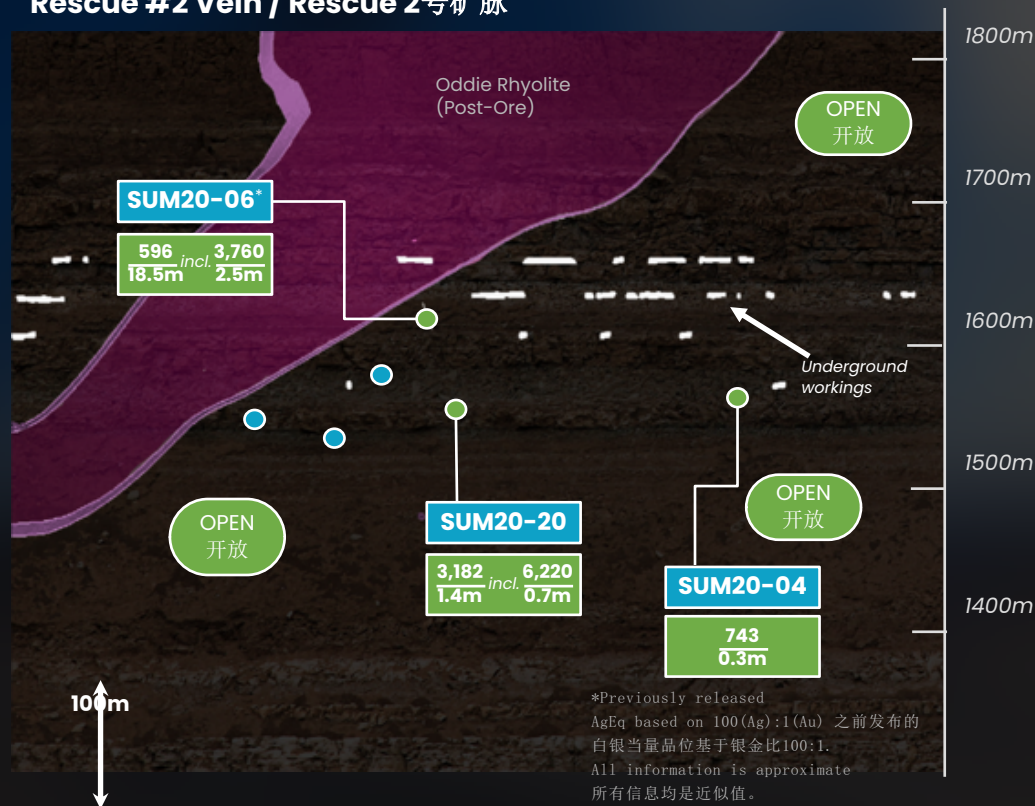 Rescue #2 Vein / Rescue 2号矿脉
1800m
Oddie Rhyolite
(Post-Ore)
OPEN
开放
1700m
SUM20-06*
596
18.5m
incl.
3,760
2.5m
1600m
Underground
workings
1500m
OPEN
开放
OPEN
开放
SUM20-20
3,182
1.4m
incl.
6,220
0.7m
SUM20-04
743
0.3m
1400m
100m
*Previously released
AgEq based on 100(Ag):1(Au) 之前发布的
白银当量品位基于银金比100:1.
All information is approximate
所有信息均是近似值。